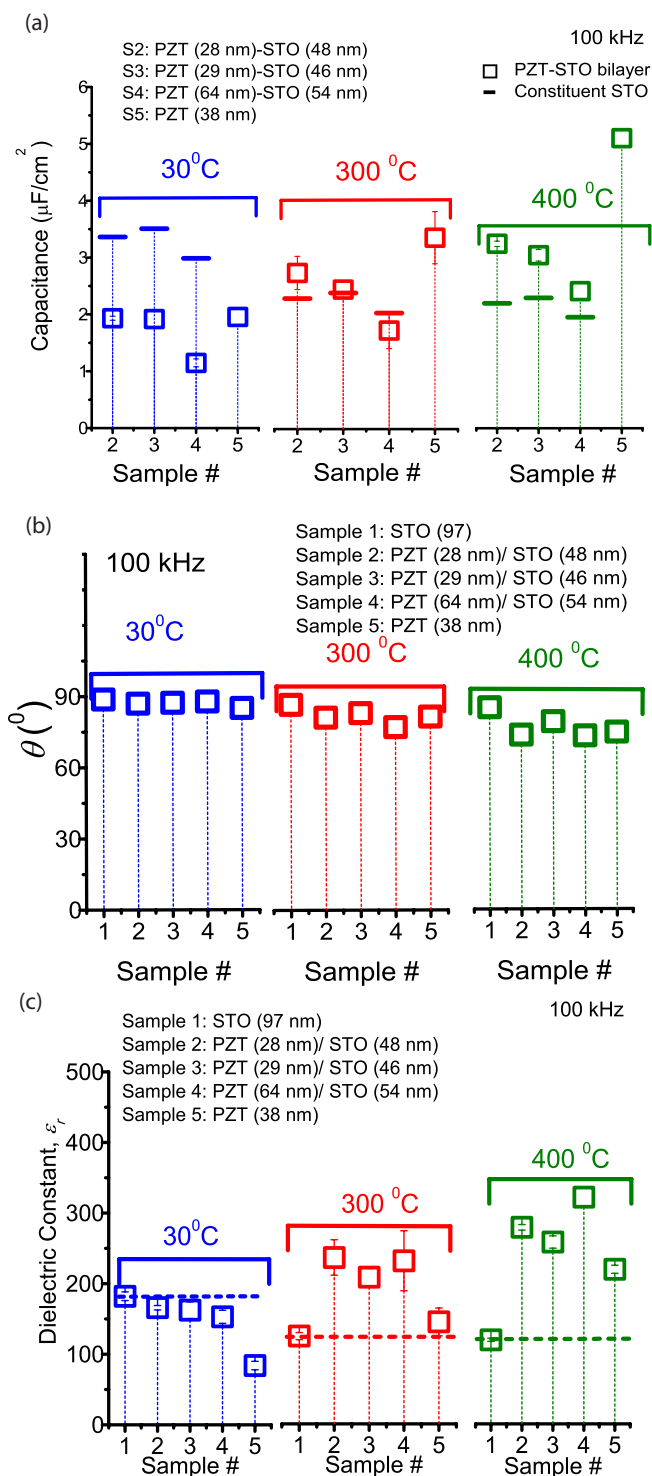 (a)
S2: PZT (28 nm)-STO (48 nm)
S3: PZT (29 nm)-STO (46 nm)
S4: PZT (64 nm)-STO (54 nm)
S5: PZT (38 nm)
100 kHz
PZT-STO bilayer
Constituent STO
30⁰C
300 ⁰C
400 ⁰C
Capacitance (μF/cm²)
6
5
4
3
2
1
0
2 3 4 5
2 3 4 5
2 3 4 5
Sample #
Sample #
Sample #
(b)
100 kHz
Sample 1: STO (97)
Sample 2: PZT (28 nm)/ STO (48 nm)
Sample 3: PZT (29 nm)/ STO (46 nm)
Sample 4: PZT (64 nm)/ STO (54 nm)
Sample 5: PZT (38 nm)
30⁰C
300 ⁰C
400 ⁰C
θ (⁰)
90
60
30
0
1 2 3 4 5
1 2 3 4 5
1 2 3 4 5
Sample #
Sample #
Sample #
(c)
100 kHz
Sample 1: STO (97 nm)
Sample 2: PZT (28 nm)/ STO (48 nm)
Sample 3: PZT (29 nm)/ STO (46 nm)
Sample 4: PZT (64 nm)/ STO (54 nm)
Sample 5: PZT (38 nm)
30⁰C
300 ⁰C
400 ⁰C
Dielectric Constant, εᵣ
500
400
300
200
100
0
1 2 3 4 5
1 2 3 4 5
1 2 3 4 5
Sample #
Sample #
Sample #